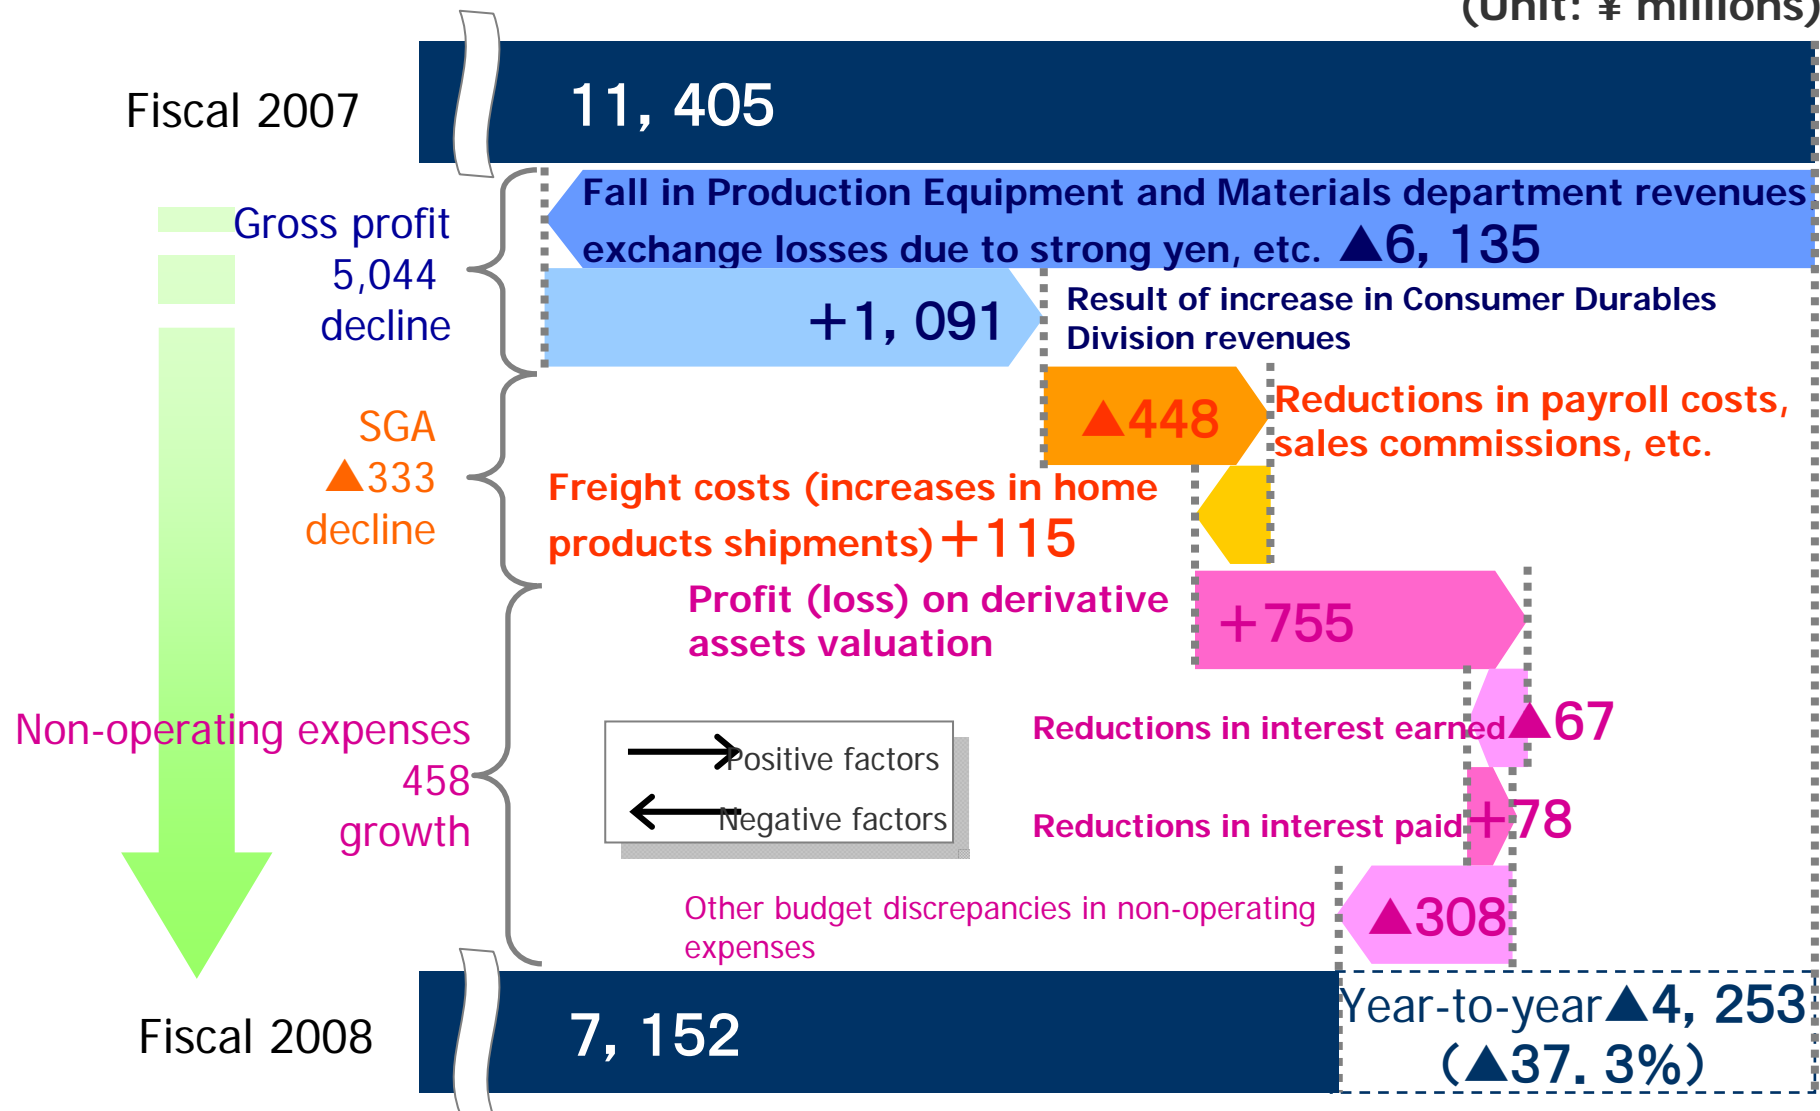 (Unit: ¥ millions)
Fiscal 2007
11, 405
Gross profit
5,044
decline
Fall in Production Equipment and Materials department revenues
exchange losses due to strong yen, etc. ▲6, 135
+1, 091
Result of increase in Consumer Durables
Division revenues
SGA
▲333
decline
▲448
Reductions in payroll costs,
sales commissions, etc.
Freight costs (increases in home
products shipments) +115
Profit (loss) on derivative
assets valuation
+755
Non-operating expenses
458
growth
Reductions in interest earned ▲67
Positive factors
Negative factors
Reductions in interest paid +78
Other budget discrepancies in non-operating
expenses
▲308
Fiscal 2008
7, 152
Year-to-year▲4, 253
(▲37. 3%)